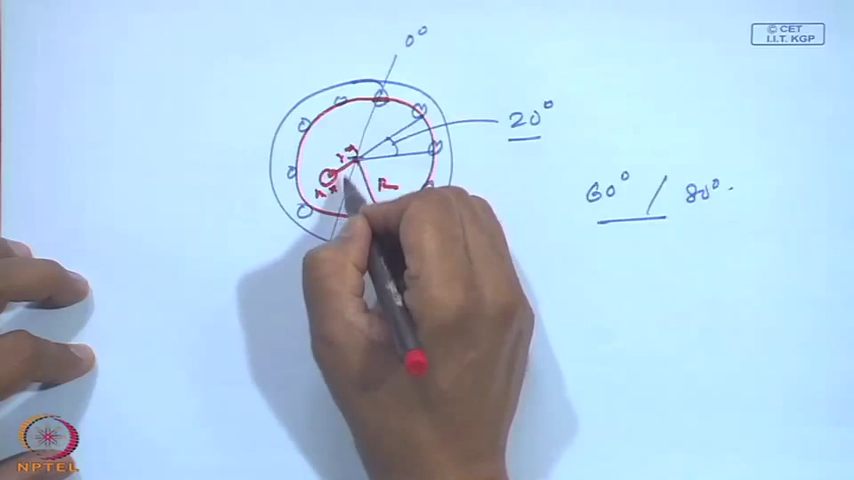 © CET
I.I.T. KGP
0°
20°
60° / 80°.
R
NPTEL